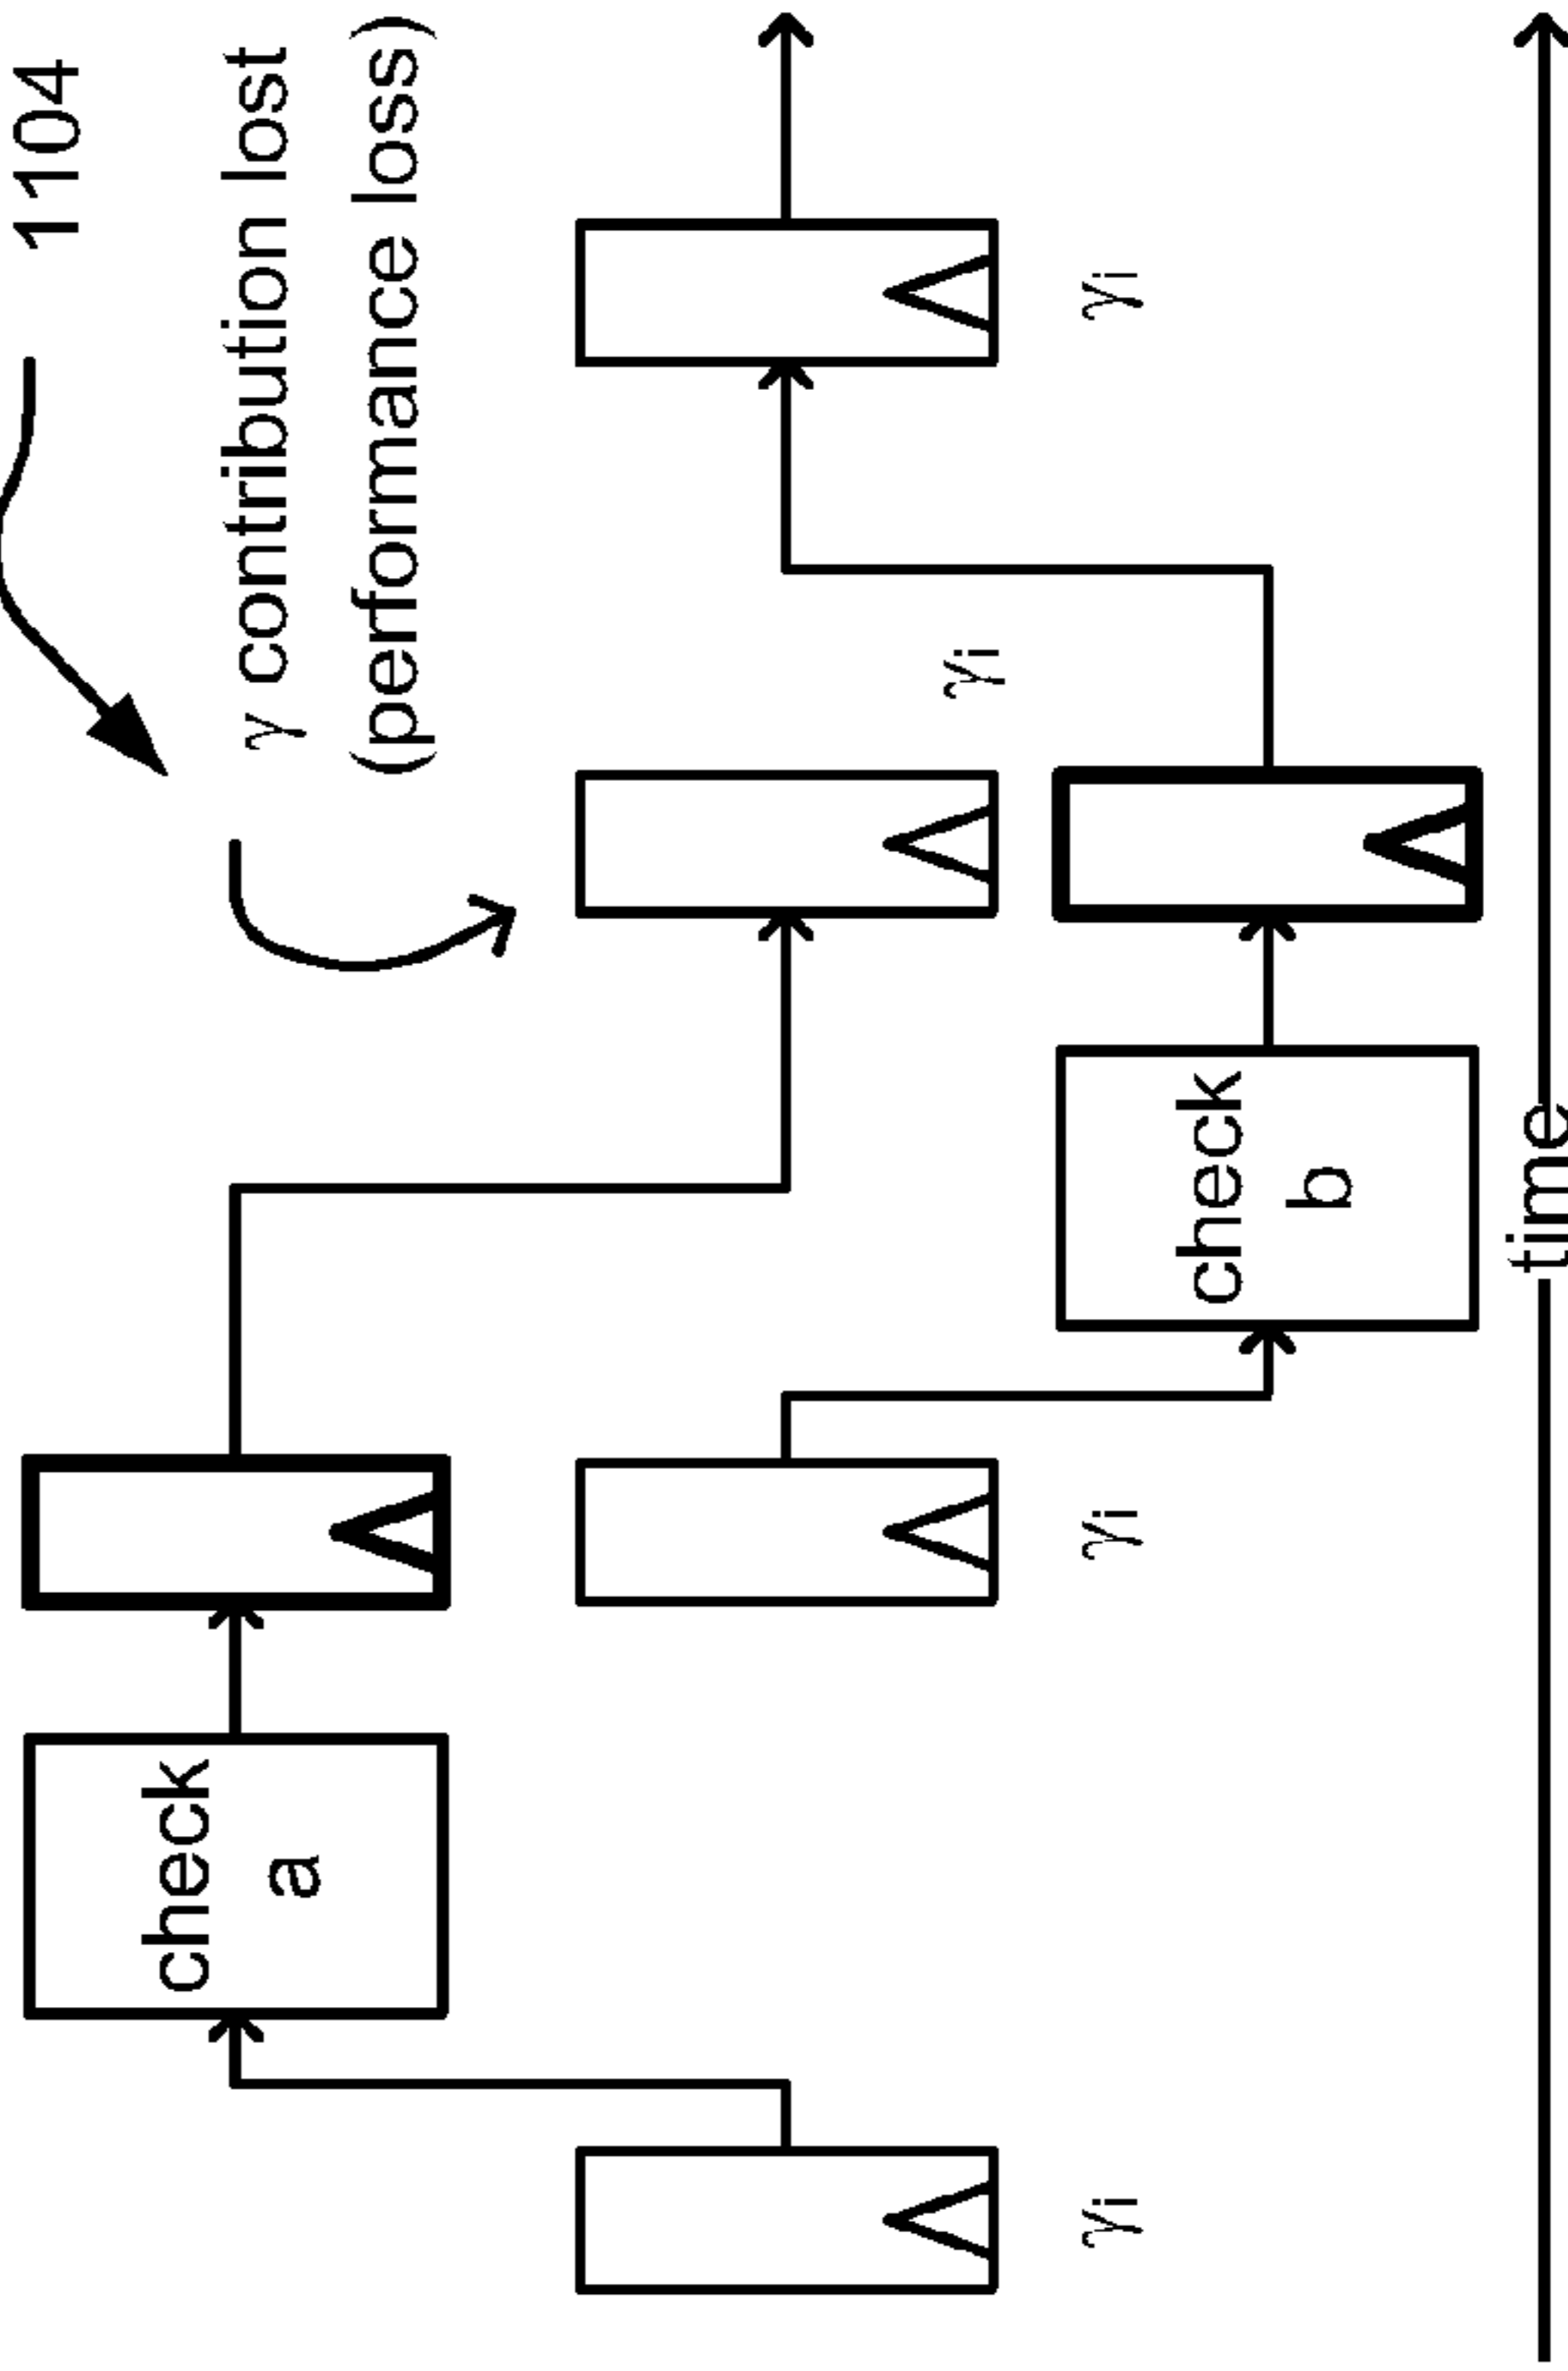 1104
γ contribution lost
(performance loss)
check
a
γi
γi
γi
γi
check
b
time